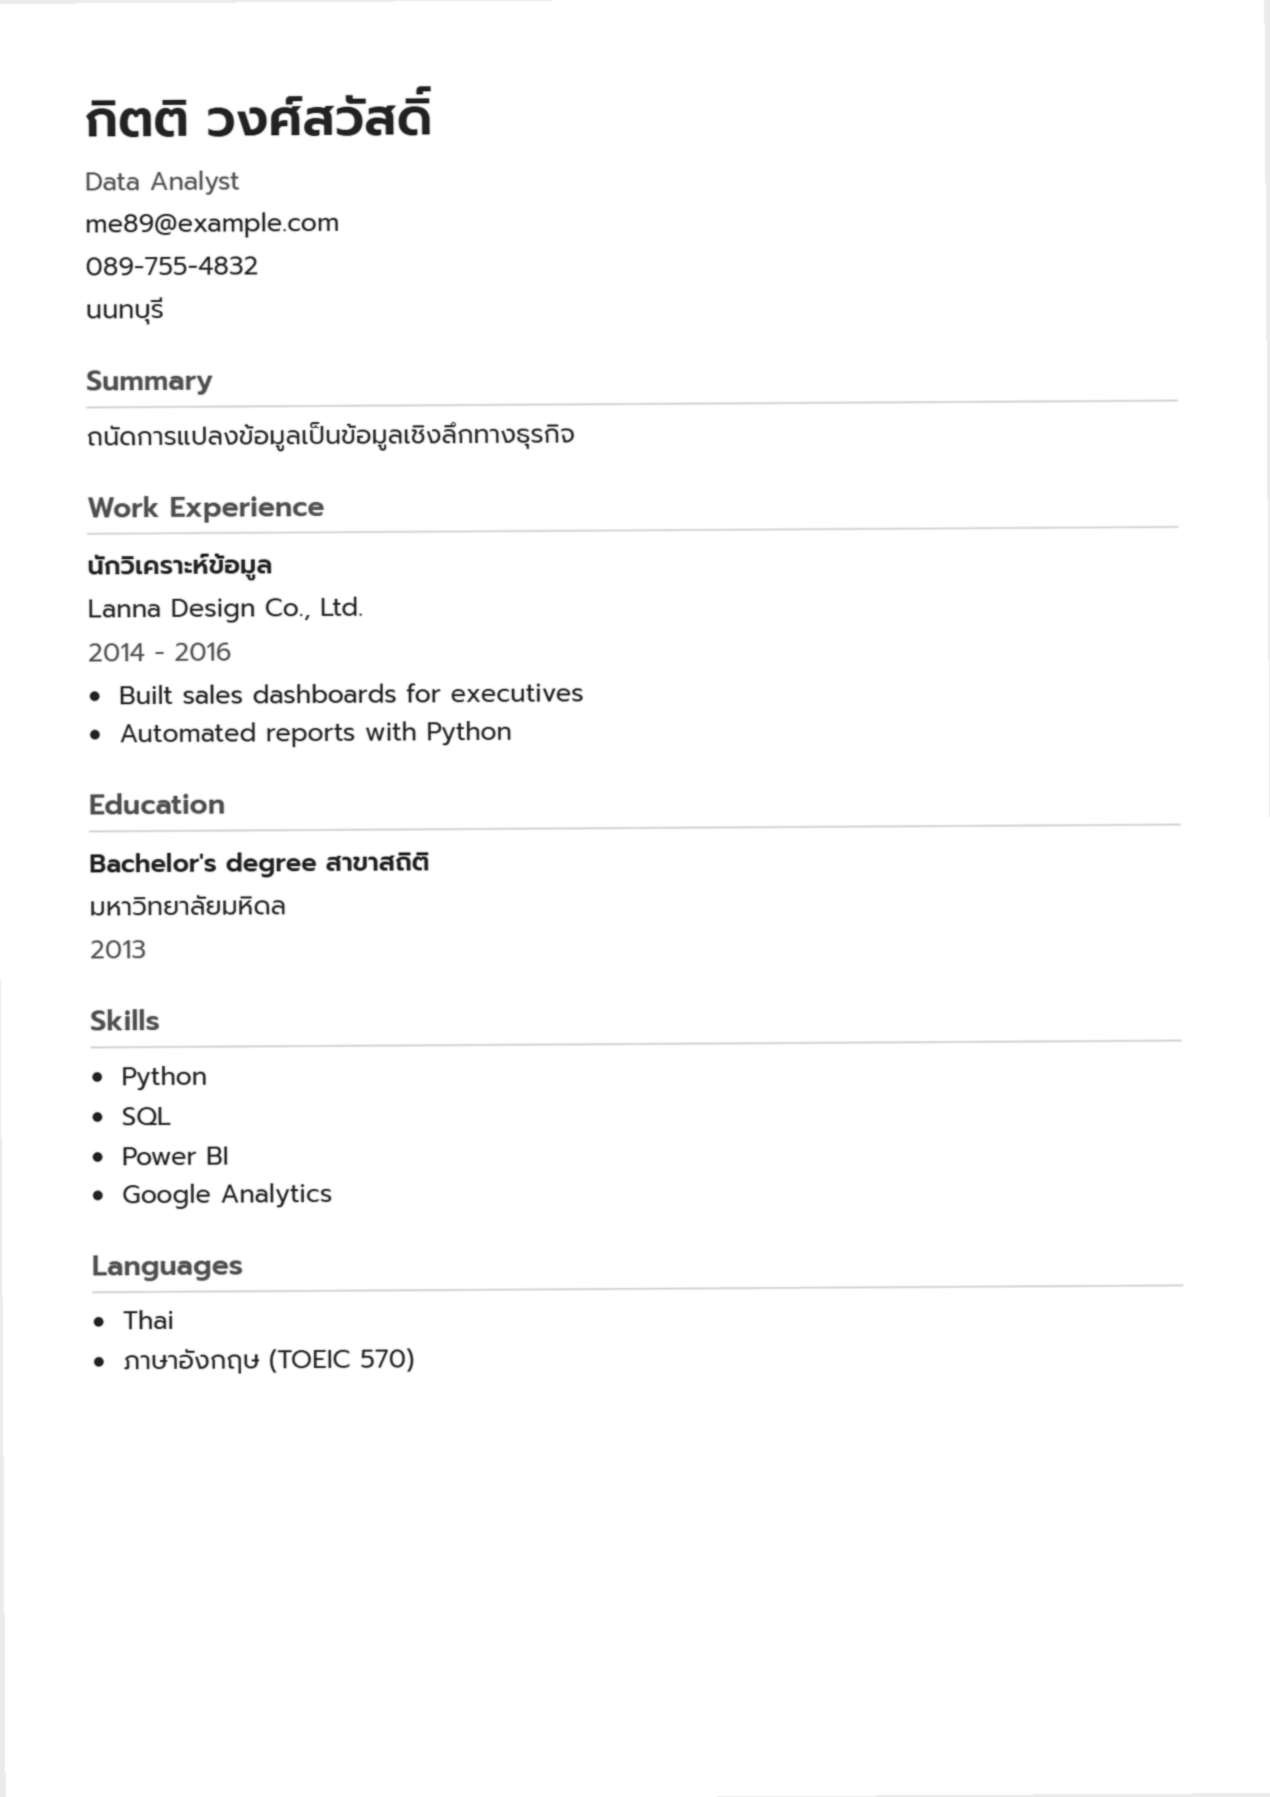 กิตติ วงศ์สวัสดิ์
Data Analyst
me89@example.com
089-755-4832
นนทบุรี
Summary
ถนัดการแปลงข้อมูลเป็นข้อมูลเชิงลึกทางธุรกิจ
Work Experience
นักวิเคราะห์ข้อมูล
Lanna Design Co., Ltd.
2014 - 2016
• Built sales dashboards for executives
• Automated reports with Python
Education
Bachelor's degree สาขาสถิติ
มหาวิทยาลัยมหิดล
2013
Skills
• Python
• SQL
• Power BI
• Google Analytics
Languages
• Thai
• ภาษาอังกฤษ (TOEIC 570)